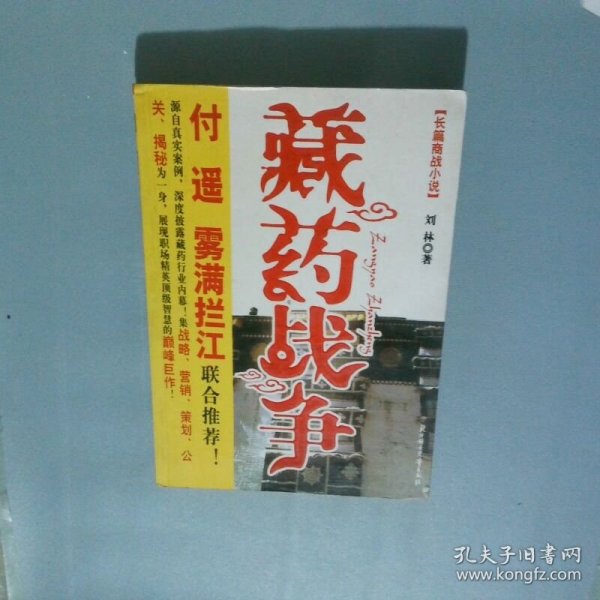 【长篇商战小说】
刘林◎著
藏药战争
Zangyao Zhanzheng
付遥 雾满拦江联合推荐!
源自真实案例,深度披露藏药行业内幕!集战略、营销、策划、公
关、揭秘为一身,展现职场精英顶级智慧的巅峰巨作!
孔夫子旧书网
www.kongfz.com